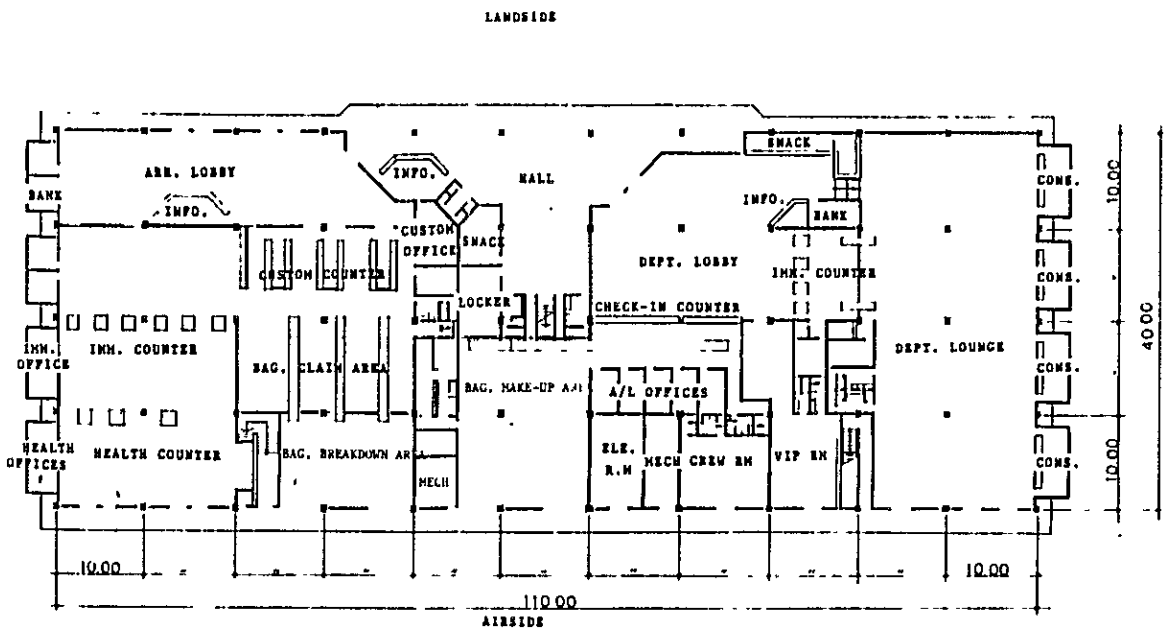 LANDSIDE
SNACK
ARR. LOBBY
INFO.
HALL
CONS.
10.00
BANK
INFO.
INFO.
BANK
CUSTOM
OFFICE
SNACK
DEPT. LOBBY
CUSTOM COUNTER
IMM. COUNTER
CONS.
LOCKER
CHECK-IN COUNTER
40.00
IMM.
OFFICE
IMM. COUNTER
DEPT. LOUNGE
BAG. CLAIM AREA
BAG. MAKE-UP
A/L OFFICES
CONS.
HEALTH
OFFICES
HEALTH COUNTER
BAG. BREAKDOWN AREA
ELE.
R.M
MECH
CREW RM
VIP RM
CONS.
10.00
MECH
10.00
"
"
"
"
"
"
"
"
"
10.00
110.00
AIRSIDE